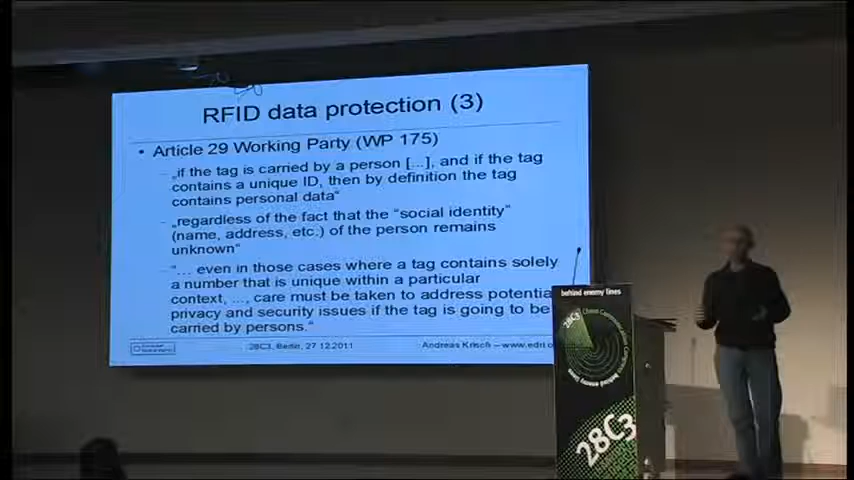 RFID data protection (3)
• Article 29 Working Party (WP 175)
– „if the tag is carried by a person [...], and if the tag
contains a unique ID, then by definition the tag
contains personal data“
– „regardless of the fact that the “social identity”
(name, address, etc.) of the person remains
unknown“
– “... even in those cases where a tag contains solely
a number that is unique within a particular
context, ..., care must be taken to address potentia
privacy and security issues if the tag is going to be
carried by persons.“
28C3, Berlin, 27.12.2011
Andreas Krisch – www.edri.o
behind enemy lines
28C3
28C3